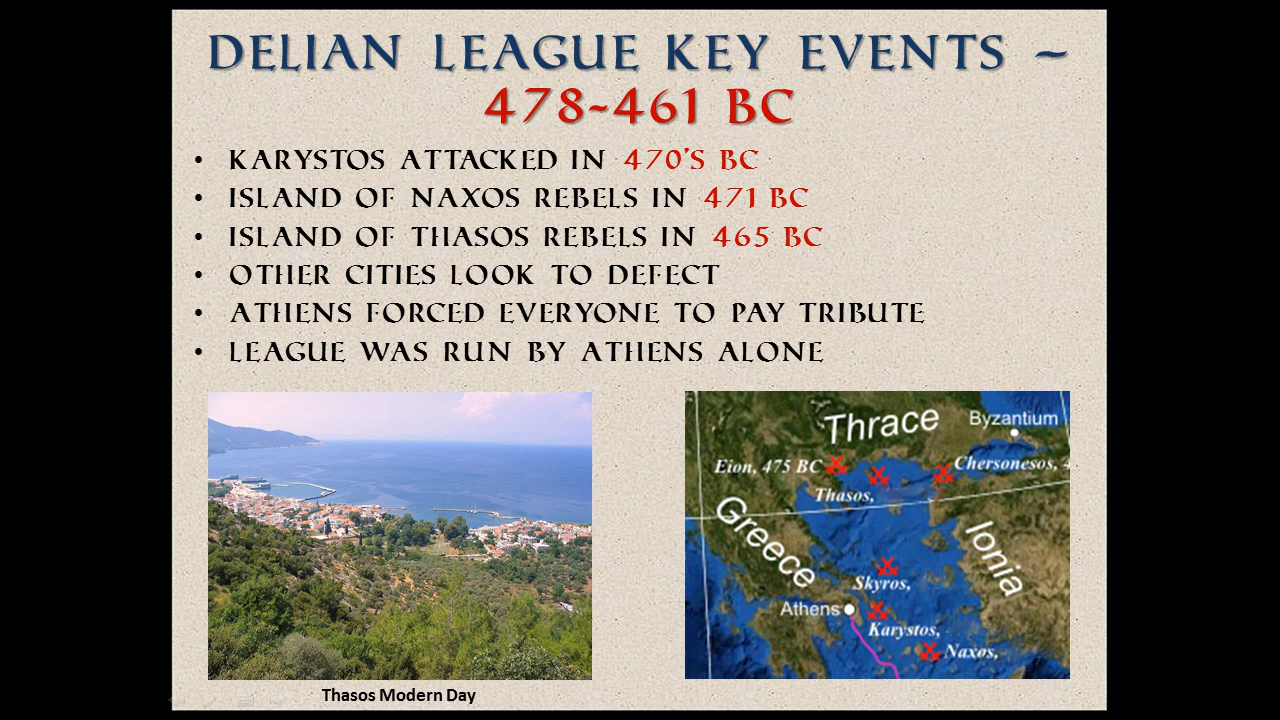 DELIAN LEAGUE KEY EVENTS –
478-461 BC
• KARYSTOS ATTACKED IN 470'S BC
• ISLAND OF NAXOS REBELS IN 471 BC
• ISLAND OF THASOS REBELS IN 465 BC
• OTHER CITIES LOOK TO DEFECT
• ATHENS FORCED EVERYONE TO PAY TRIBUTE
• LEAGUE WAS RUN BY ATHENS ALONE
Thasos Modern Day
Thrace
Byzantium
Eion, 475 BC
Chersonesos, 4
Thasos,
Greece
Ionia
Skyros,
Athens
Karystos,
Naxos,